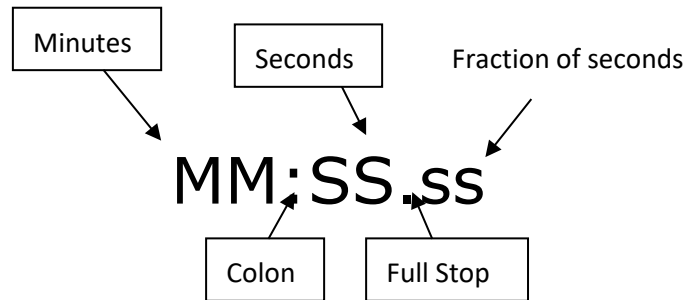 Minutes
Seconds
Fraction of seconds
MM:SS.ss
Colon
Full Stop